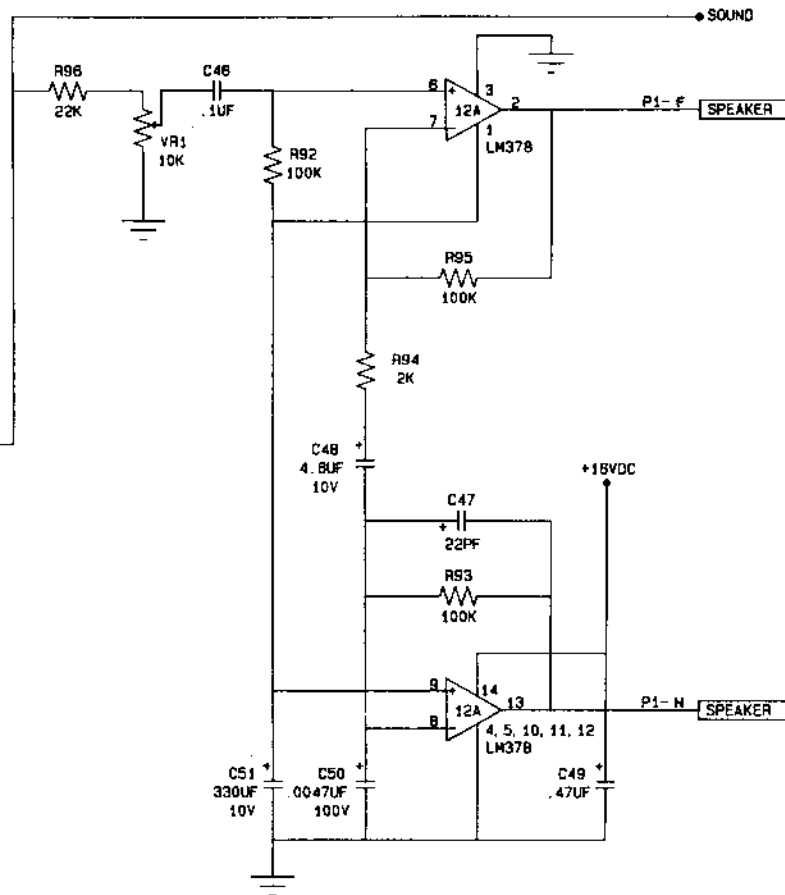 SOUND
R96
22K
VR1
10K
C46
.1UF
R92
100K
6
7
+
-
12A
3
2
1
LM378
P1-F
SPEAKER
R95
100K
R94
2K
+
C48
4.8UF
10V
+16VDC
C47
+
22PF
R93
100K
9
8
+
-
12A
14
13
4, 5, 10, 11, 12
LM378
P1-N
SPEAKER
+
C51
330UF
10V
+
C50
.0047UF
100V
+
C49
.47UF